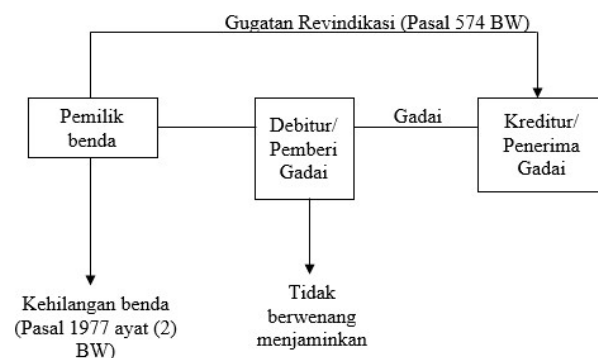 Gugatan Revindikasi (Pasal 574 BW)
Pemilik
benda
Debitur/
Pemberi
Gadai
Gadai
Kreditur/
Penerima
Gadai
Kehilangan benda
(Pasal 1977 ayat (2)
BW)
Tidak
berwenang
menjaminkan